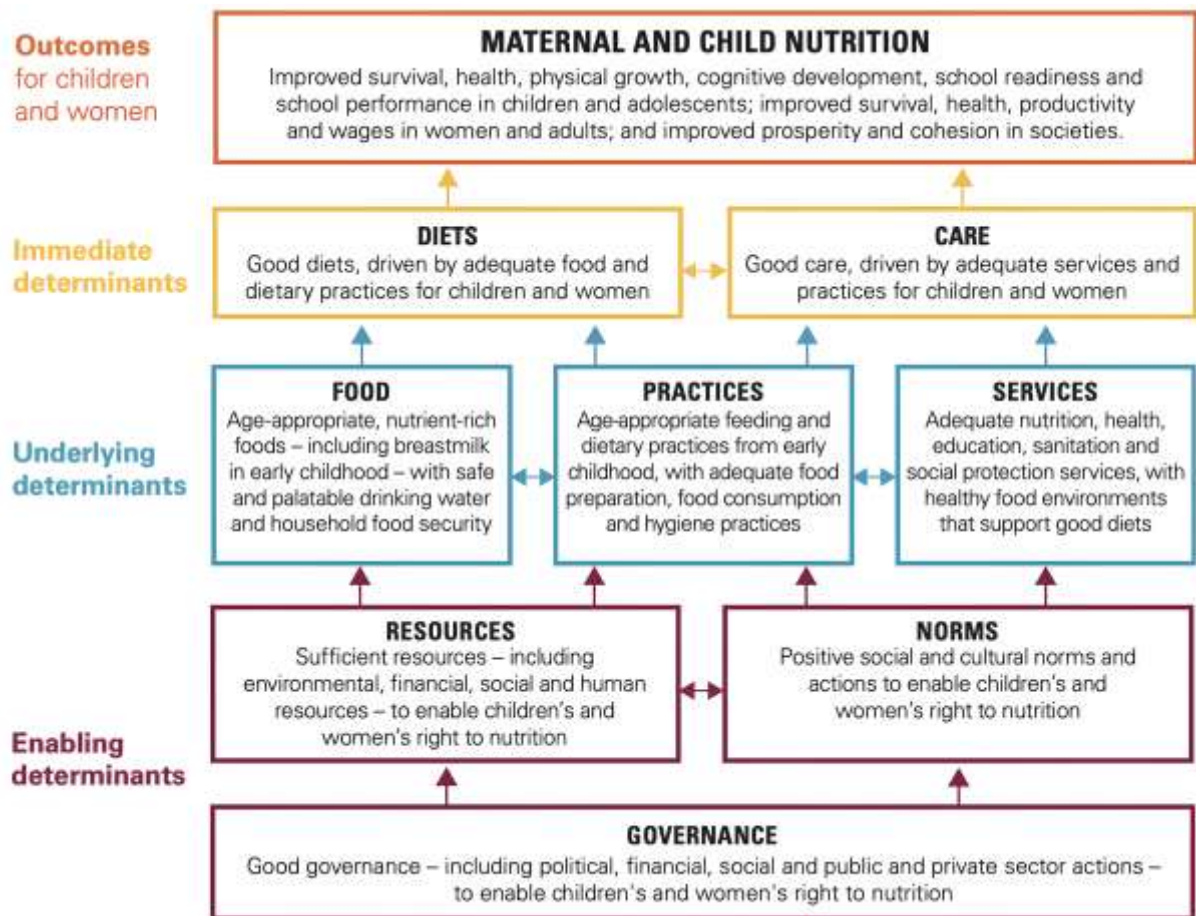 Outcomes
for children
and women
MATERNAL AND CHILD NUTRITION
Improved survival, health, physical growth, cognitive development, school readiness and
school performance in children and adolescents; improved survival, health, productivity
and wages in women and adults; and improved prosperity and cohesion in societies.
Immediate
determinants
DIETS
Good diets, driven by adequate food and
dietary practices for children and women
CARE
Good care, driven by adequate services and
practices for children and women
Underlying
determinants
FOOD
Age-appropriate, nutrient-rich
foods – including breastmilk
in early childhood – with safe
and palatable drinking water
and household food security
PRACTICES
Age-appropriate feeding and
dietary practices from early
childhood, with adequate food
preparation, food consumption
and hygiene practices
SERVICES
Adequate nutrition, health,
education, sanitation and
social protection services, with
healthy food environments
that support good diets
Enabling
determinants
RESOURCES
Sufficient resources – including
environmental, financial, social and human
resources – to enable children's and
women's right to nutrition
NORMS
Positive social and cultural norms and
actions to enable children's and
women's right to nutrition
GOVERNANCE
Good governance – including political, financial, social and public and private sector actions –
to enable children's and women's right to nutrition